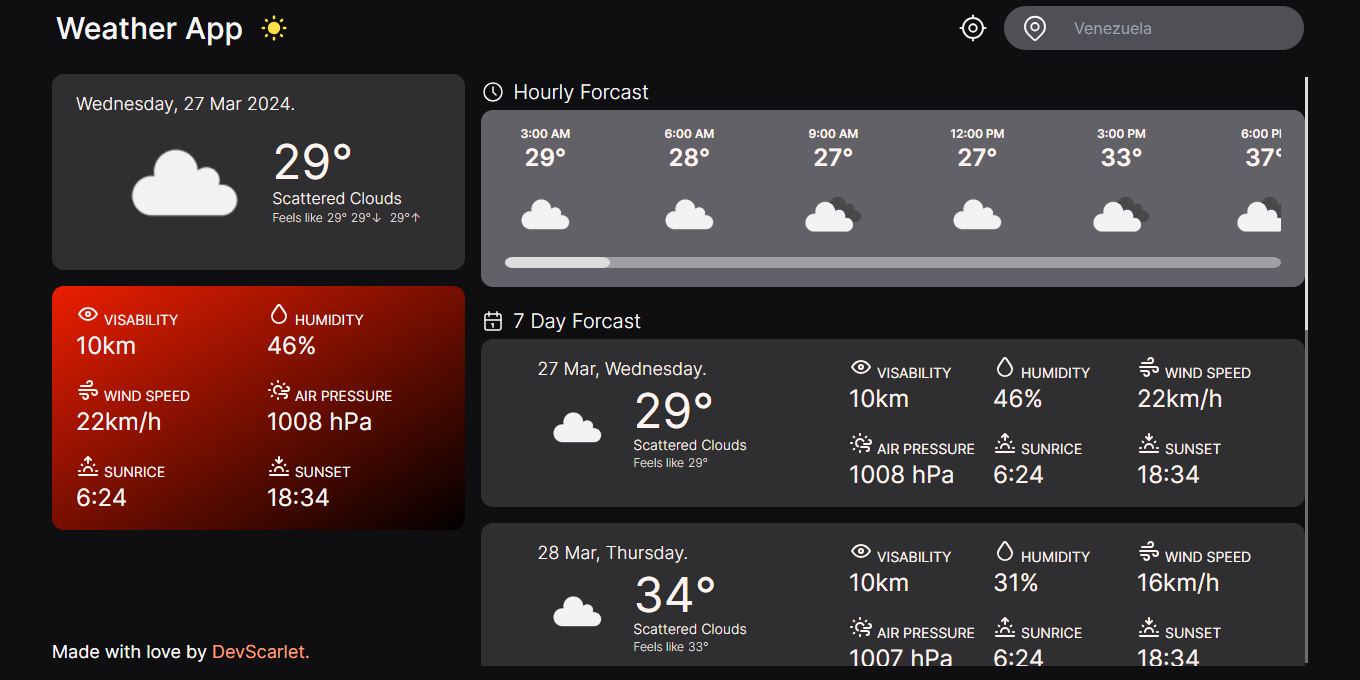 Weather App
Venezuela
Wednesday, 27 Mar 2024.
29°
Scattered Clouds
Feels like 29° 29°↓ 29°↑
VISABILITY
10km
HUMIDITY
46%
WIND SPEED
22km/h
AIR PRESSURE
1008 hPa
SUNRICE
6:24
SUNSET
18:34
Made with love by DevScarlet.
Hourly Forcast
3:00 AM
29°
6:00 AM
28°
9:00 AM
27°
12:00 PM
27°
3:00 PM
33°
6:00 P
37°
7 Day Forcast
27 Mar, Wednesday.
29°
Scattered Clouds
Feels like 29°
VISABILITY
10km
HUMIDITY
46%
WIND SPEED
22km/h
AIR PRESSURE
1008 hPa
SUNRICE
6:24
SUNSET
18:34
28 Mar, Thursday.
34°
Scattered Clouds
Feels like 33°
VISABILITY
10km
HUMIDITY
31%
WIND SPEED
16km/h
AIR PRESSURE
1007 hPa
SUNRICE
6:24
SUNSET
18:34